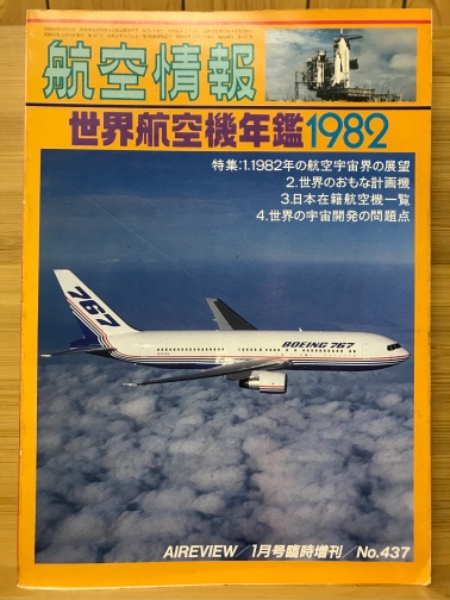 航空情報
世界航空機年鑑1982
特集:1.1982年の航空宇宙界の展望
2.世界のおもな計画機
3.日本在籍航空機一覧
4.世界の宇宙開発の問題点
767
BOEING 767
AIREVIEW/1月号臨時増刊/No.437